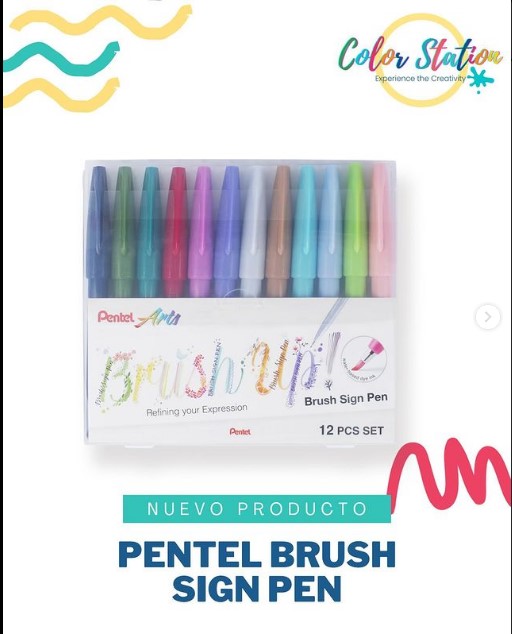 Color Station
Experience the Creativity
Pentel Arts
Brush
Refining your Expression
Brush Sign Pen
Pentel
12 PCS SET
NUEVO PRODUCTO
PENTEL BRUSH
SIGN PEN